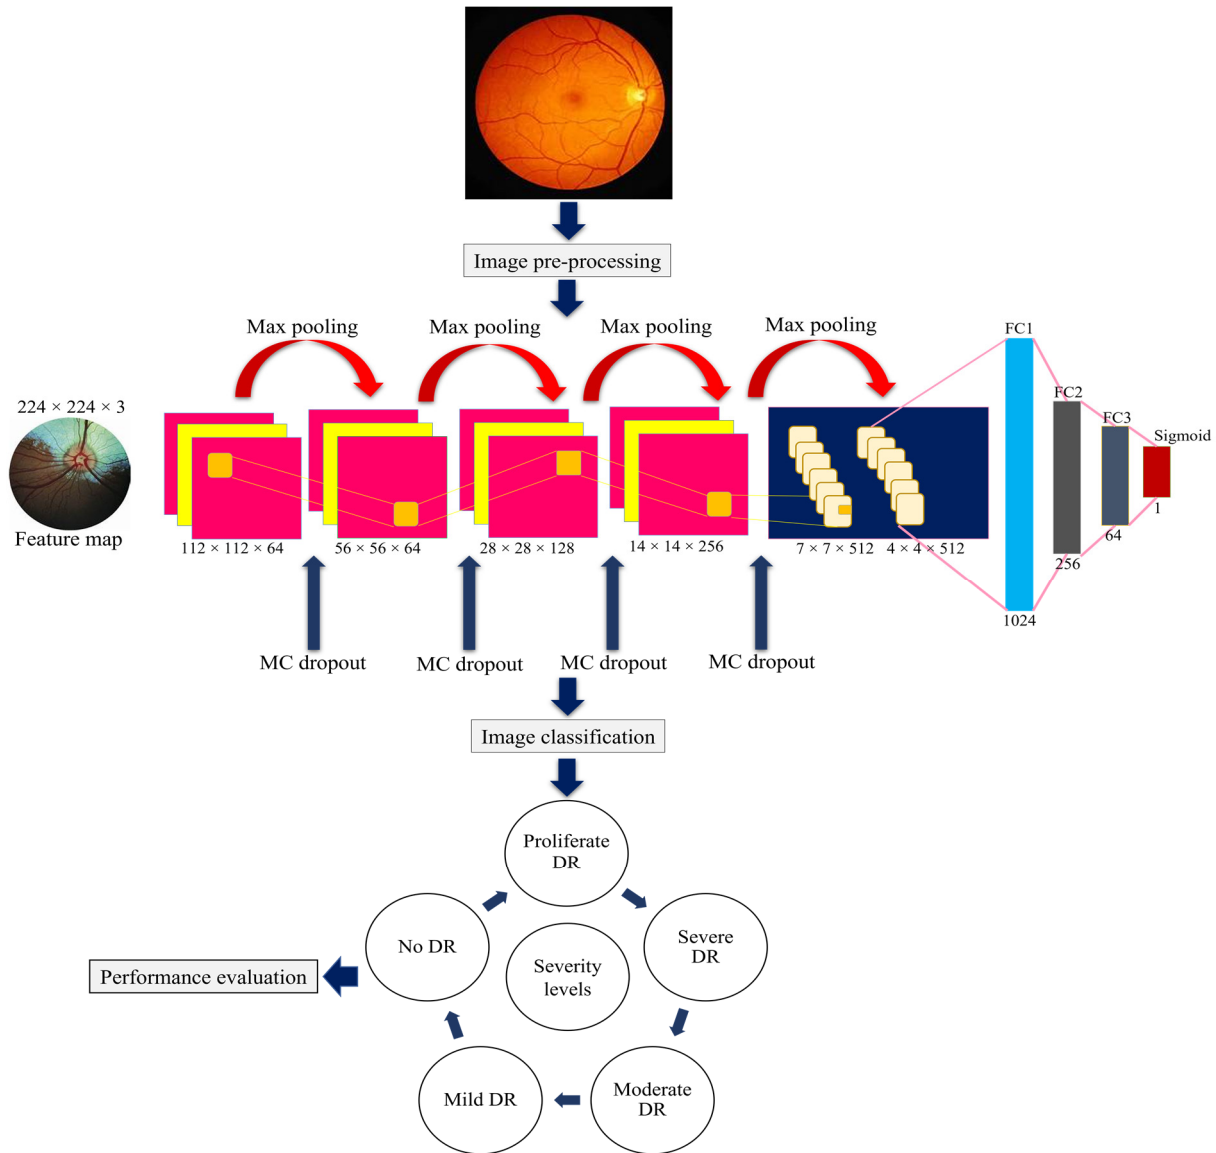 Image pre-processing
Max pooling
Max pooling
Max pooling
Max pooling
224 × 224 × 3
Feature map
112 × 112 × 64
56 × 56 × 64
28 × 28 × 128
14 × 14 × 256
7 × 7 × 512
4 × 4 × 512
FC1
1024
FC2
256
FC3
64
Sigmoid
1
MC dropout
MC dropout
MC dropout
MC dropout
Image classification
Proliferate
DR
Severe
DR
Moderate
DR
Mild DR
No DR
Severity
levels
Performance evaluation